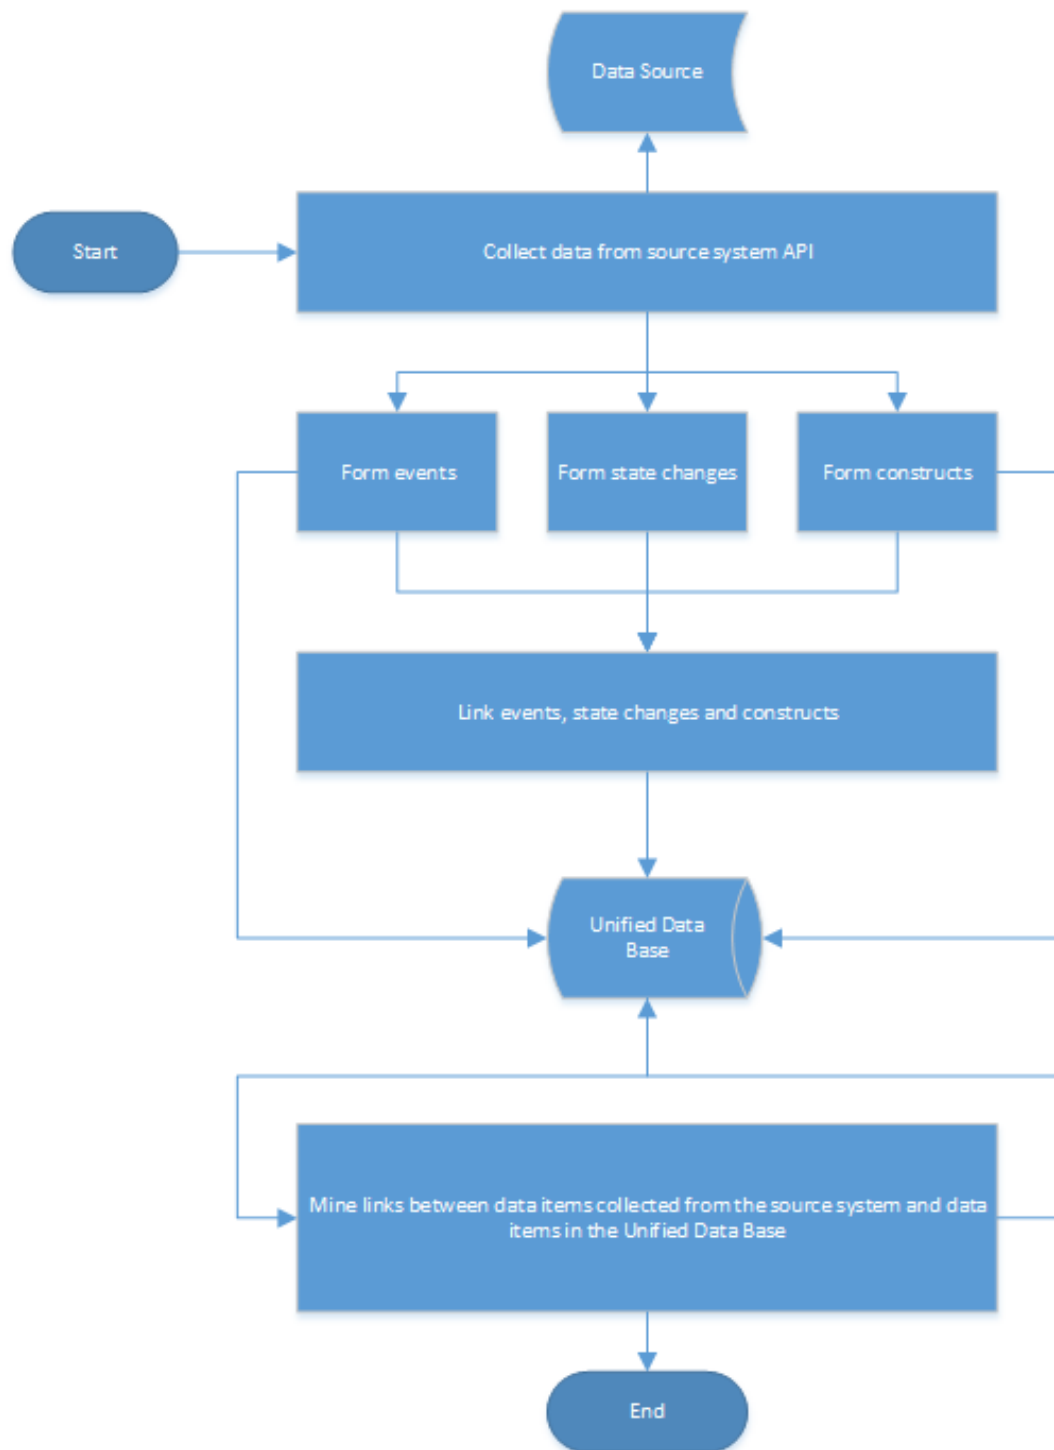 Data Source
Start
Collect data from source system API
Form events
Form state changes
Form constructs
Link events, state changes and constructs
Unified Data
Base
Mine links between data items collected from the source system and data
items in the Unified Data Base
End